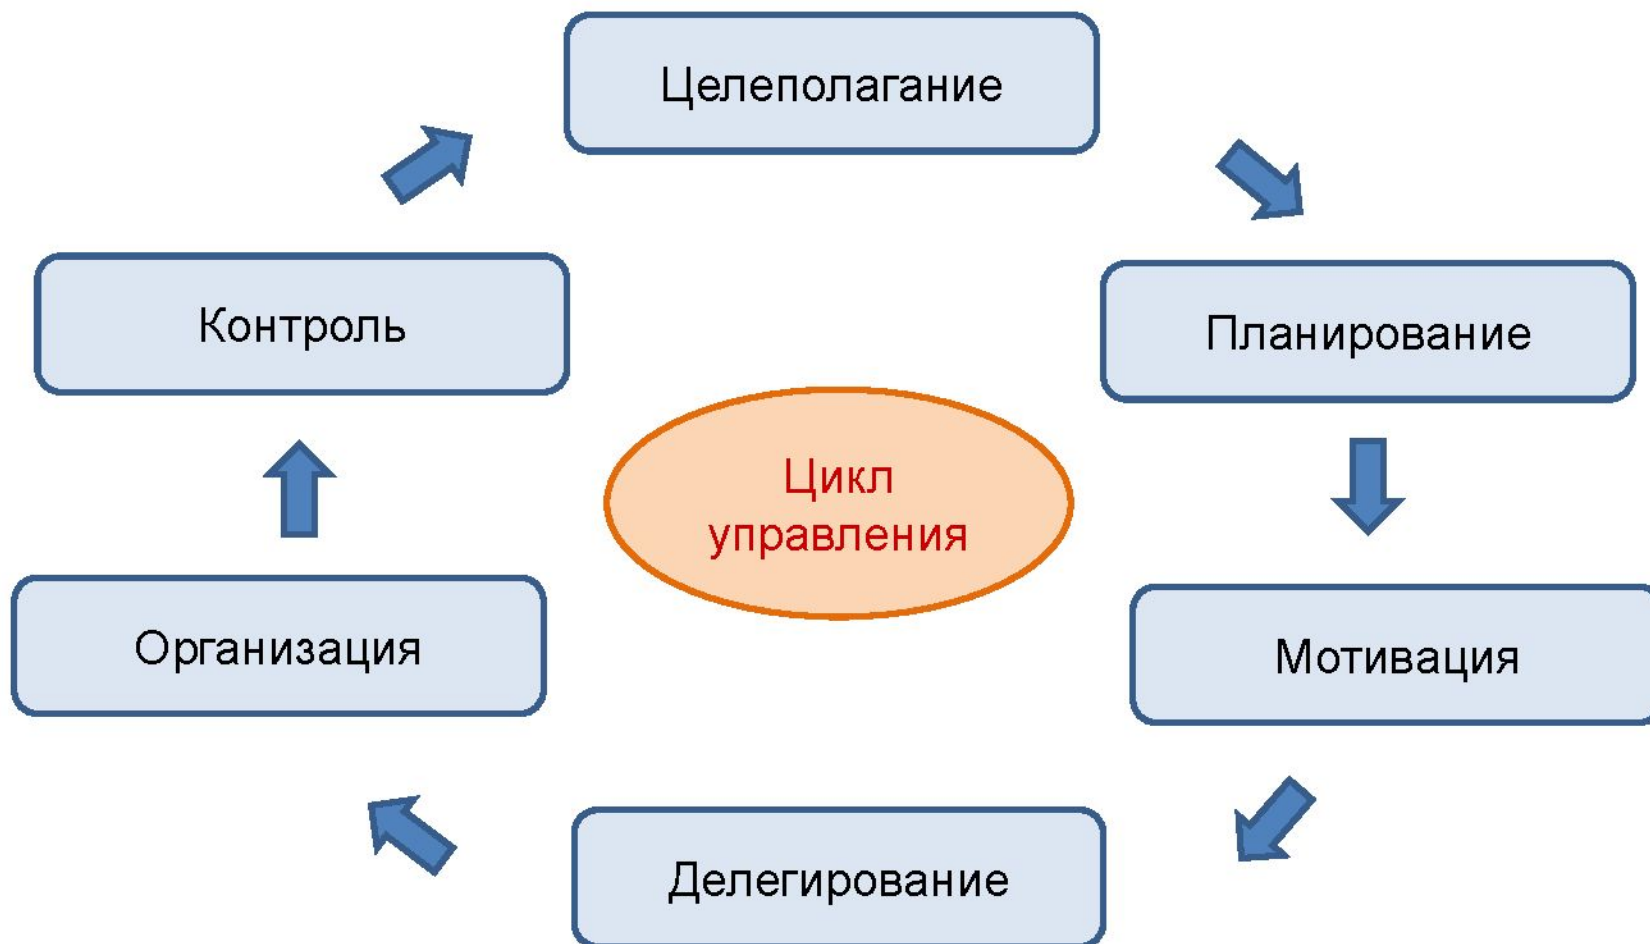 Целеполагание
Планирование
Мотивация
Делегирование
Организация
Контроль
Цикл
управления